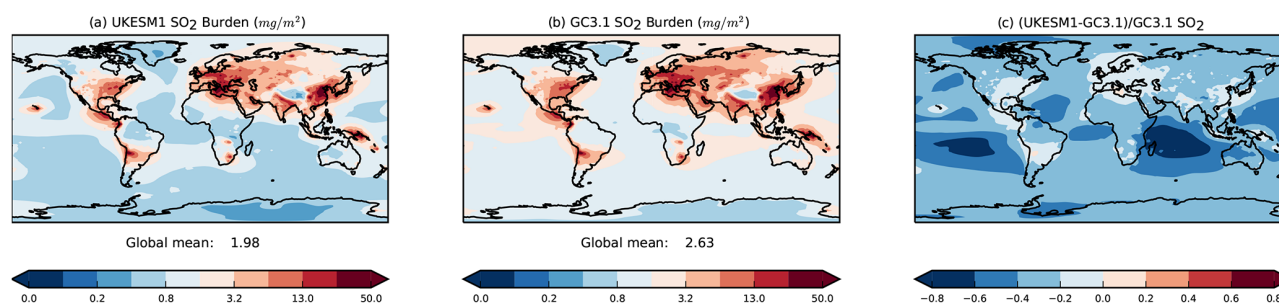 (a) UKESM1 SO2 Burden (mg/m²)
(b) GC3.1 SO2 Burden (mg/m²)
(c) (UKESM1-GC3.1)/GC3.1 SO2
Global mean: 1.98
Global mean: 2.63
0.0 0.2 0.8 3.2 13.0 50.0
0.0 0.2 0.8 3.2 13.0 50.0
−0.8 −0.6 −0.4 −0.2 0.0 0.2 0.4 0.6